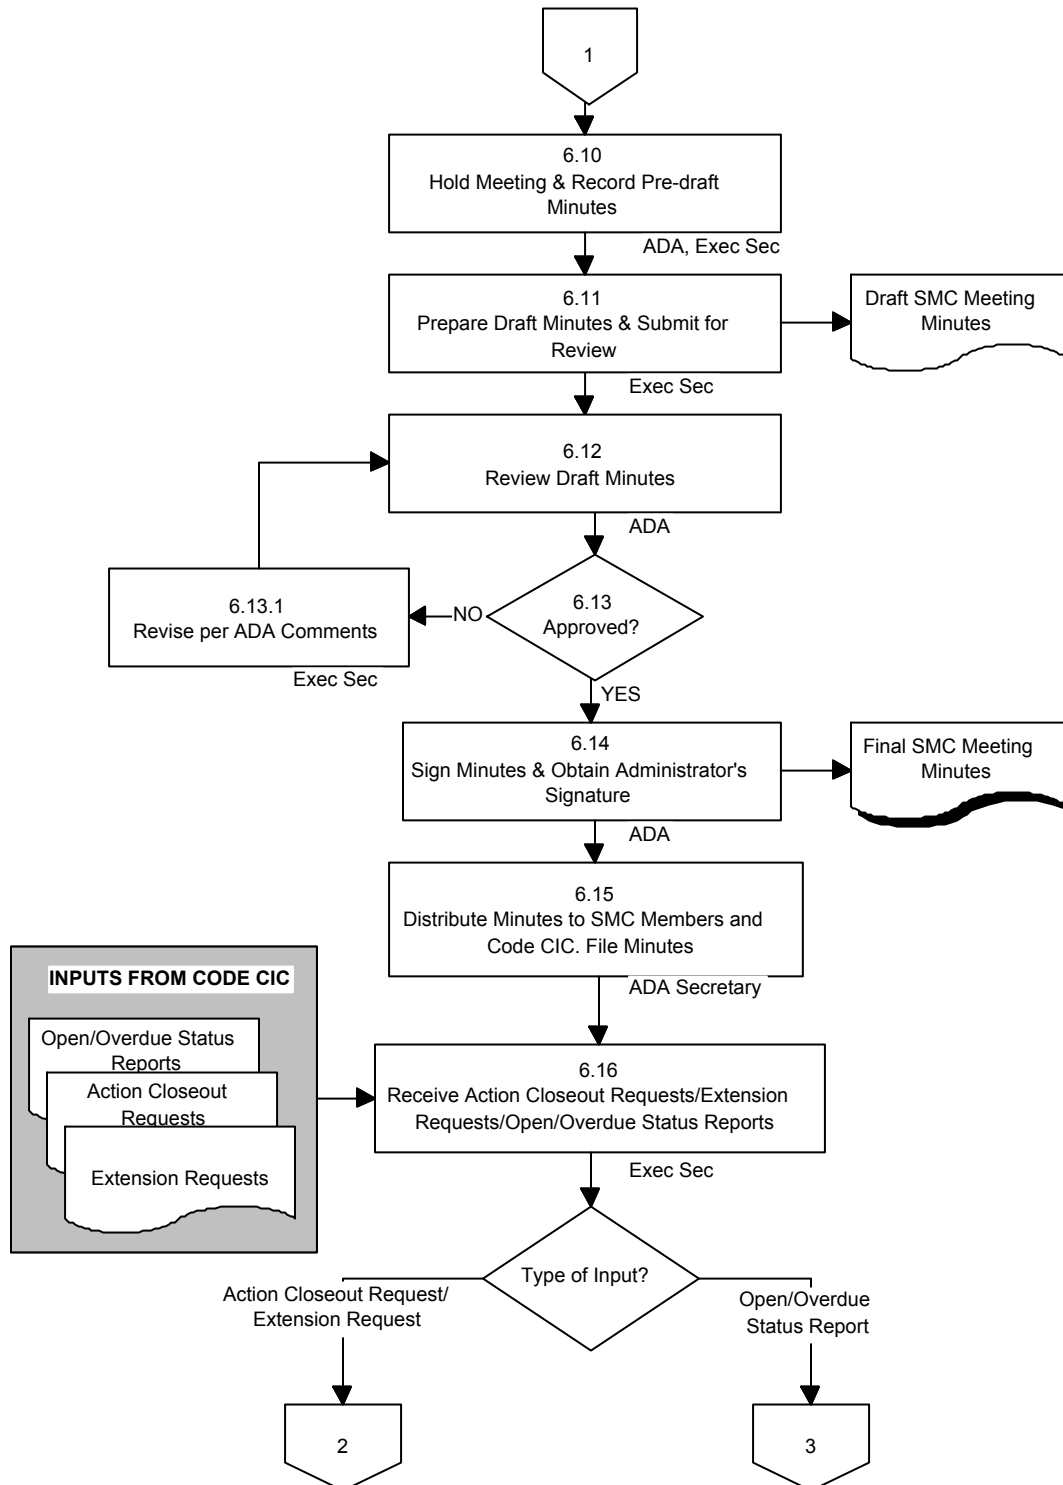 1
6.10
Hold Meeting & Record Pre-draft
Minutes
ADA, Exec Sec
6.11
Prepare Draft Minutes & Submit for
Review
Draft SMC Meeting
Minutes
Exec Sec
6.12
Review Draft Minutes
ADA
6.13
Approved?
NO
6.13.1
Revise per ADA Comments
Exec Sec
YES
6.14
Sign Minutes & Obtain Administrator's
Signature
Final SMC Meeting
Minutes
ADA
6.15
Distribute Minutes to SMC Members and
Code CIC. File Minutes
ADA Secretary
INPUTS FROM CODE CIC
Open/Overdue Status
Reports
Action Closeout
Requests
Extension Requests
6.16
Receive Action Closeout Requests/Extension
Requests/Open/Overdue Status Reports
Exec Sec
Type of Input?
Action Closeout Request/
Extension Request
Open/Overdue
Status Report
2
3